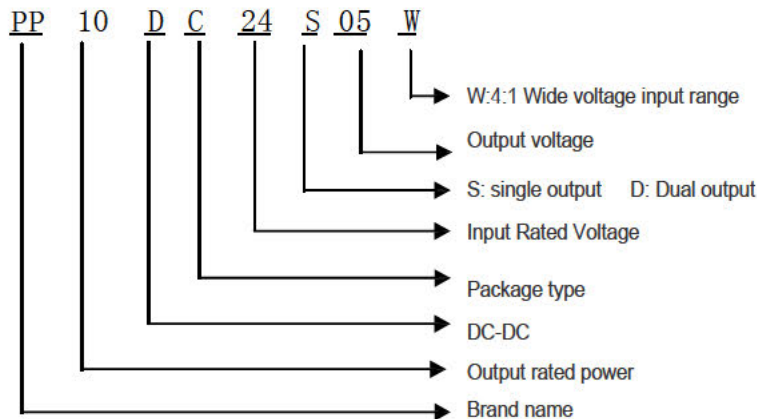 PP 10 D C 24 S 05 W
W:4:1 Wide voltage input range
Output voltage
S: single output D: Dual output
Input Rated Voltage
Package type
DC-DC
Output rated power
Brand name